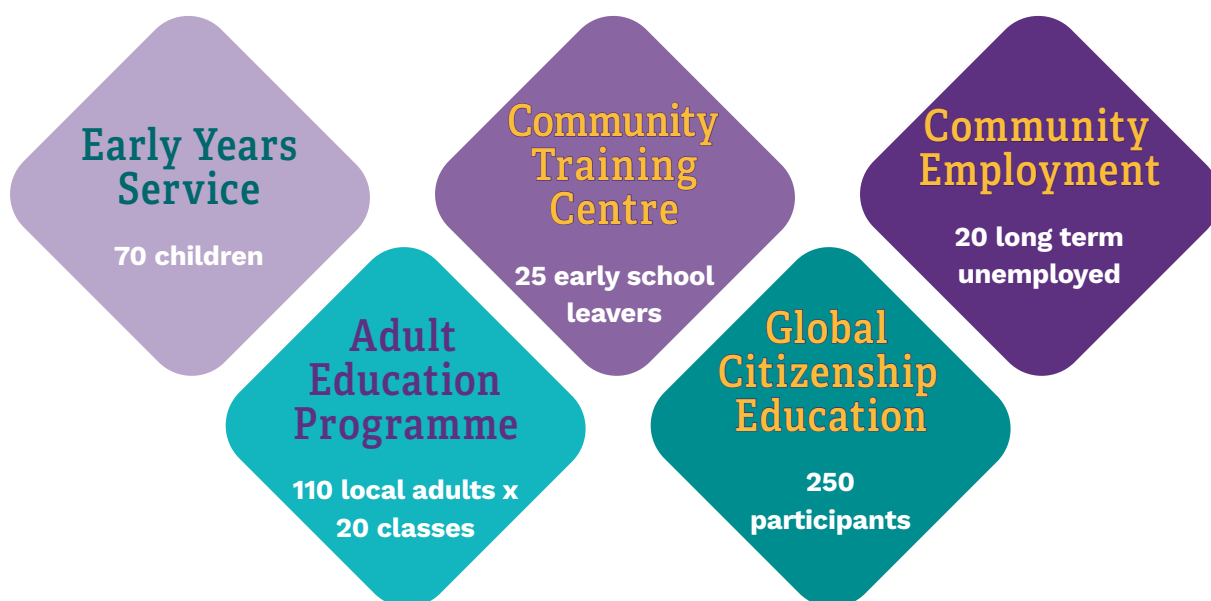 Early Years
Service
70 children
Community
Training
Centre
25 early school
leavers
Community
Employment
20 long term
unemployed
Adult
Education
Programme
110 local adults x
20 classes
Global
Citizenship
Education
250
participants